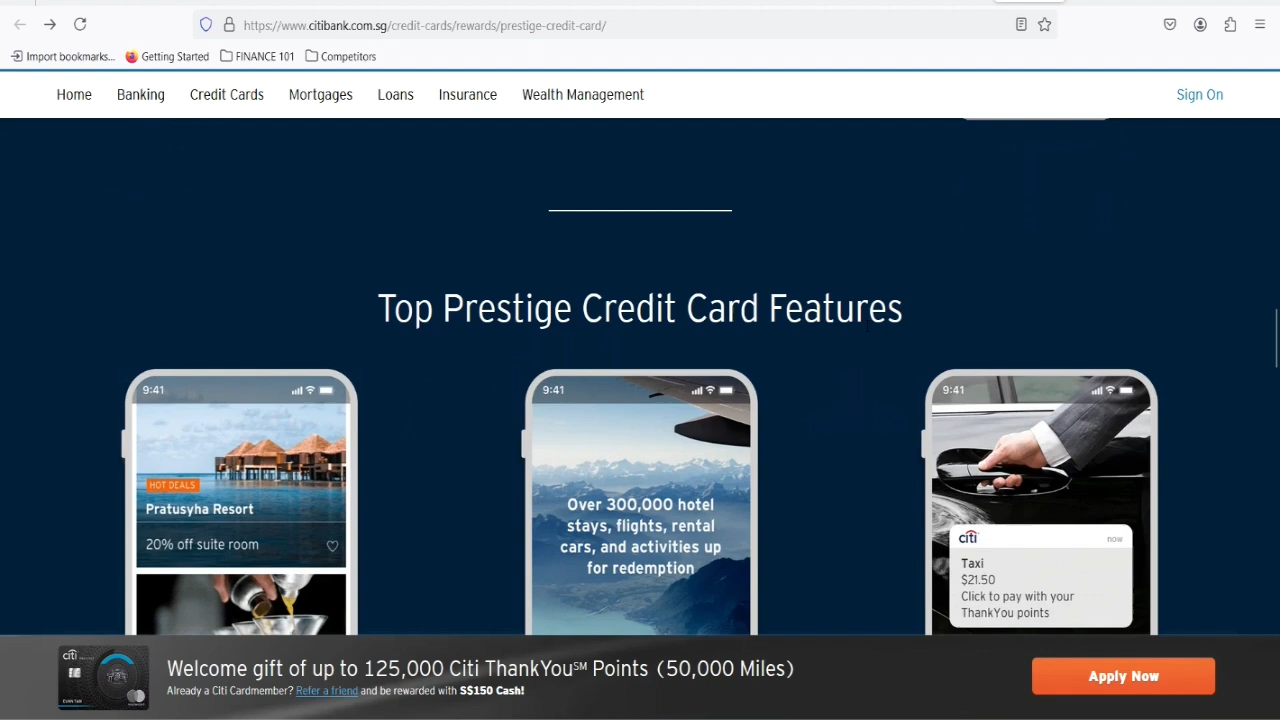 https://www.citibank.com.sg/credit-cards/rewards/prestige-credit-card/
Import bookmarks...
Getting Started
FINANCE 101
Competitors
Home
Banking
Credit Cards
Mortgages
Loans
Insurance
Wealth Management
Sign On
Top Prestige Credit Card Features
9:41
HOT DEALS
Pratusyha Resort
20% off suite room
9:41
Over 300,000 hotel
stays, flights, rental
cars, and activities up
for redemption
9:41
citi
now
Taxi
$21.50
Click to pay with your
ThankYou points
citi
Welcome gift of up to 125,000 Citi ThankYou℠ Points (50,000 Miles)
Already a Citi Cardmember? Refer a friend and be rewarded with S$150 Cash!
Apply Now